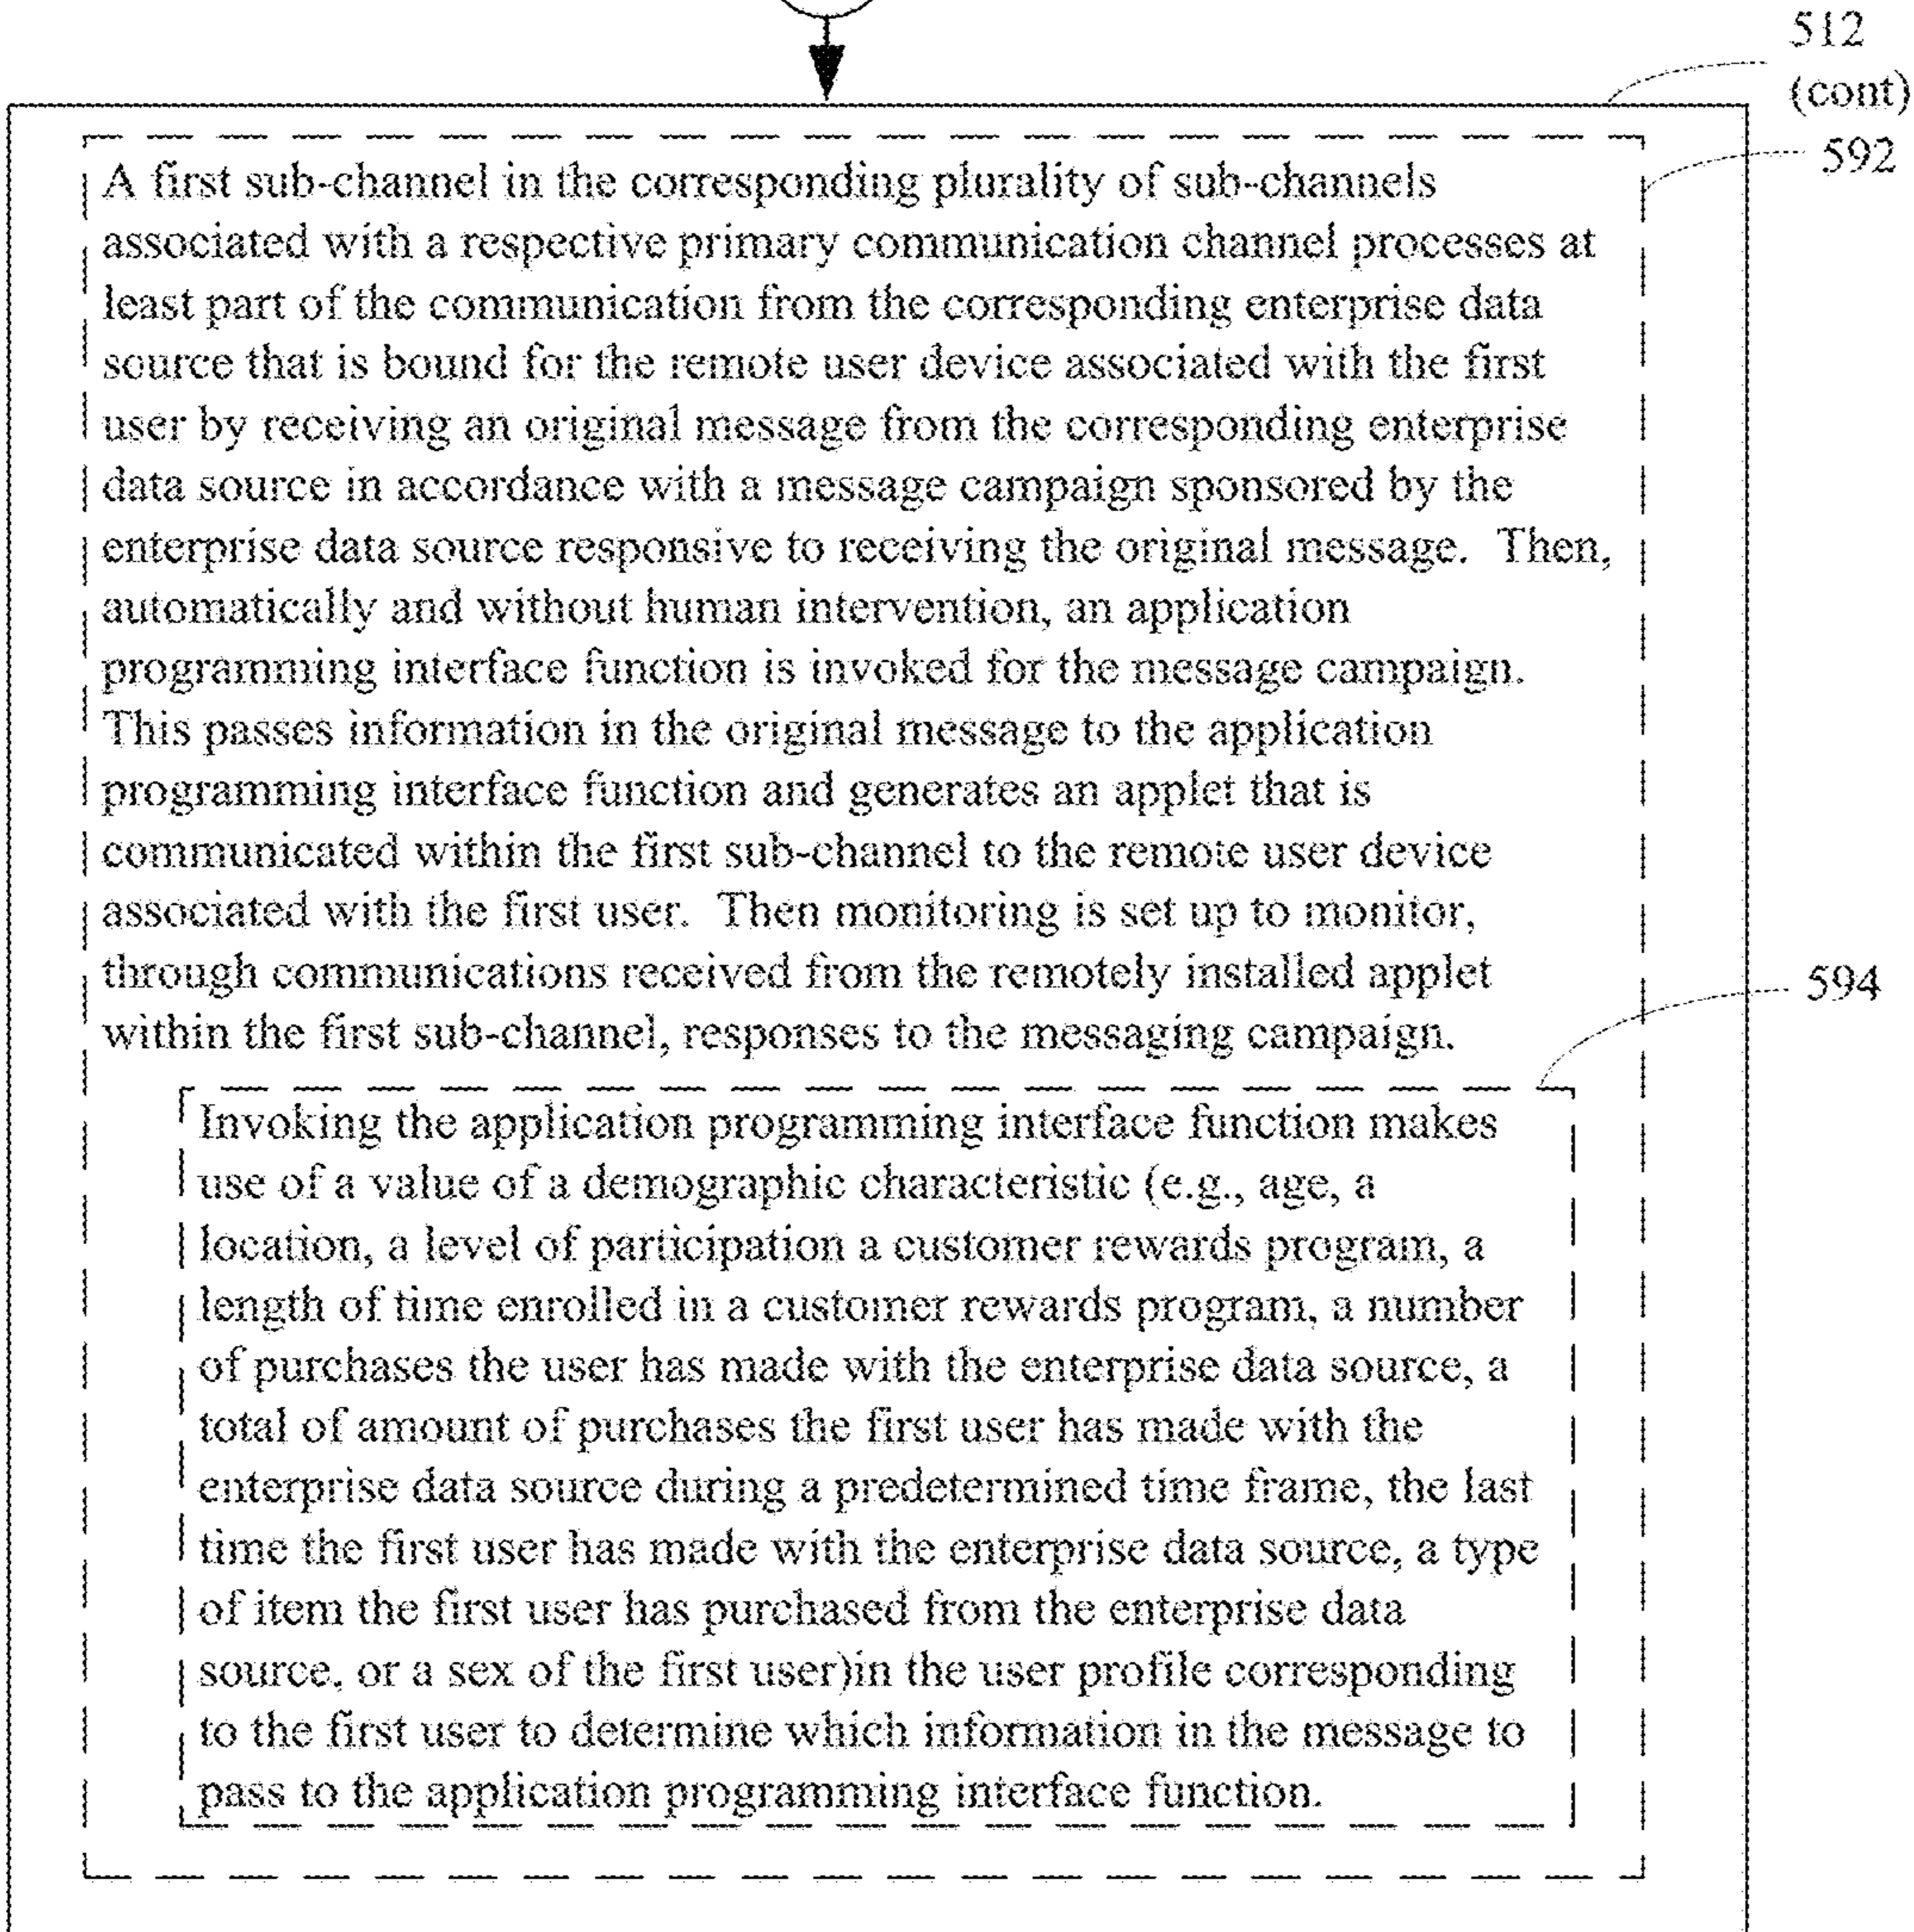 512
(cont)
592
A first sub-channel in the corresponding plurality of sub-channels
associated with a respective primary communication channel processes at
least part of the communication from the corresponding enterprise data
source that is bound for the remote user device associated with the first
user by receiving an original message from the corresponding enterprise
data source in accordance with a message campaign sponsored by the
enterprise data source responsive to receiving the original message.  Then,
automatically and without human intervention, an application
programming interface function is invoked for the message campaign.
This passes information in the original message to the application
programming interface function and generates an applet that is
communicated within the first sub-channel to the remote user device
associated with the first user.  Then monitoring is set up to monitor,
through communications received from the remotely installed applet
within the first sub-channel, responses to the messaging campaign.
594
Invoking the application programming interface function makes
use of a value of a demographic characteristic (e.g., age, a
location, a level of participation a customer rewards program, a
length of time enrolled in a customer rewards program, a number
of purchases the user has made with the enterprise data source, a
total of amount of purchases the first user has made with the
enterprise data source during a predetermined time frame, the last
time the first user has made with the enterprise data source, a type
of item the first user has purchased from the enterprise data
source, or a sex of the first user)in the user profile corresponding
to the first user to determine which information in the message to
pass to the application programming interface function.